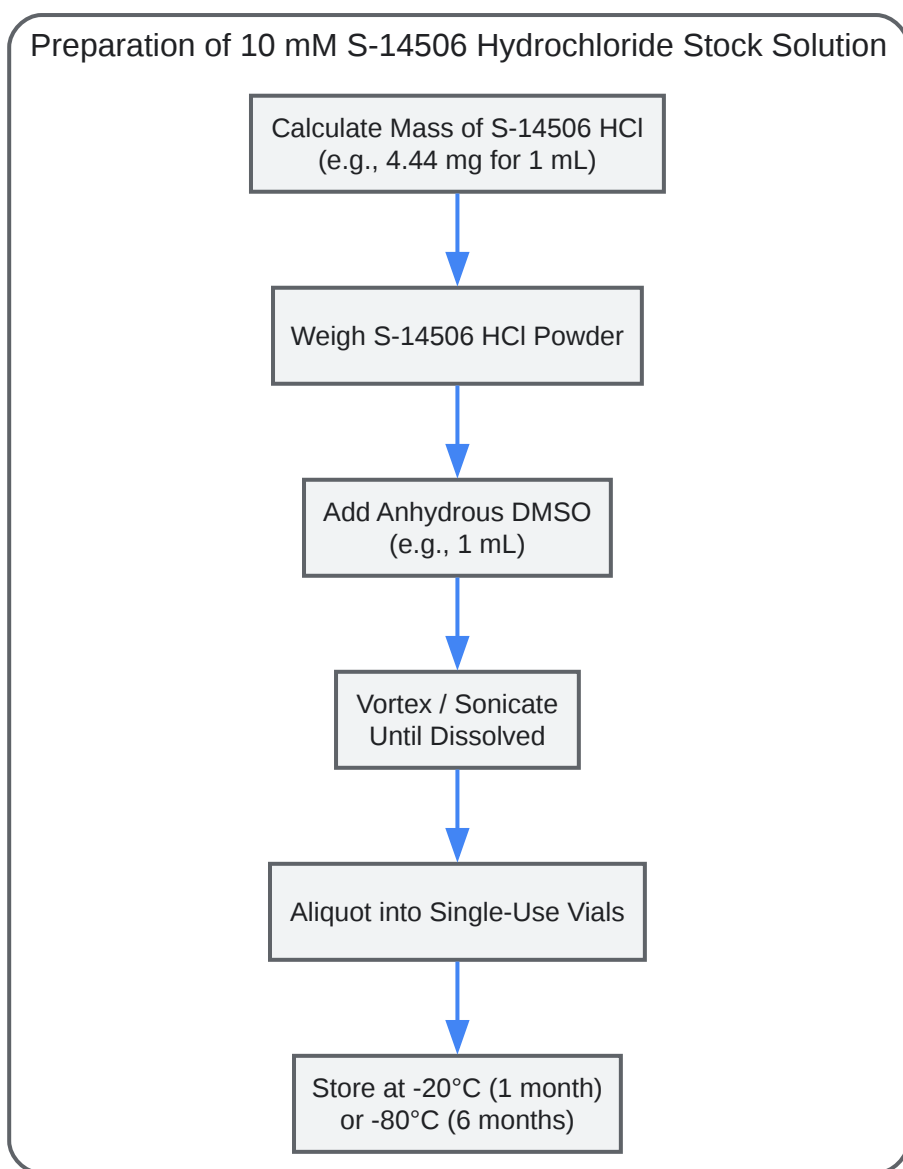 Preparation of 10 mM S-14506 Hydrochloride Stock Solution
Calculate Mass of S-14506 HCl
(e.g., 4.44 mg for 1 mL)
Weigh S-14506 HCl Powder
Add Anhydrous DMSO
(e.g., 1 mL)
Vortex / Sonicate
Until Dissolved
Aliquot into Single-Use Vials
Store at -20°C (1 month)
or -80°C (6 months)